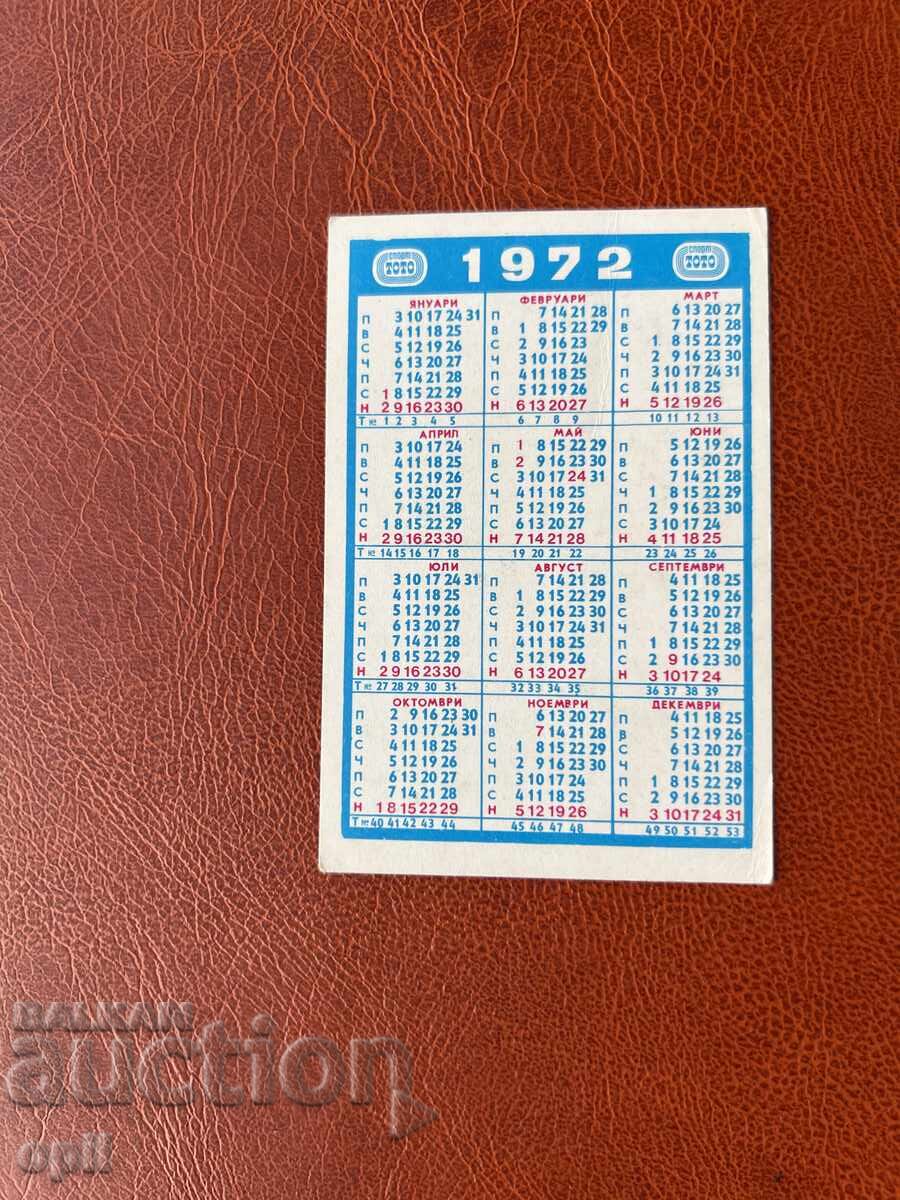 спорт ТОТО 1972 спорт ТОТО
ЯНУАРИ
П 3 10 17 24 31
В 4 11 18 25
С 5 12 19 26
Ч 6 13 20 27
П 7 14 21 28
С 1 8 15 22 29
Н 2 9 16 23 30
Т № 1 2 3 4 5
ФЕВРУАРИ
П 7 14 21 28
В 1 8 15 22 29
С 2 9 16 23
Ч 3 10 17 24
П 4 11 18 25
С 5 12 19 26
Н 6 13 20 27
6 7 8 9
МАРТ
П 6 13 20 27
В 7 14 21 28
С 1 8 15 22 29
Ч 2 9 16 23 30
П 3 10 17 24 31
С 4 11 18 25
Н 5 12 19 26
10 11 12 13
АПРИЛ
П 3 10 17 24
В 4 11 18 25
С 5 12 19 26
Ч 6 13 20 27
П 7 14 21 28
С 1 8 15 22 29
Н 2 9 16 23 30
Т № 14 15 16 17 18
МАЙ
П 1 8 15 22 29
В 2 9 16 23 30
С 3 10 17 24 31
Ч 4 11 18 25
П 5 12 19 26
С 6 13 20 27
Н 7 14 21 28
19 20 21 22
ЮНИ
П 5 12 19 26
В 6 13 20 27
С 7 14 21 28
Ч 1 8 15 22 29
П 2 9 16 23 30
С 3 10 17 24
Н 4 11 18 25
23 24 25 26
ЮЛИ
П 3 10 17 24 31
В 4 11 18 25
С 5 12 19 26
Ч 6 13 20 27
П 7 14 21 28
С 1 8 15 22 29
Н 2 9 16 23 30
Т № 27 28 29 30 31
АВГУСТ
П 7 14 21 28
В 1 8 15 22 29
С 2 9 16 23 30
Ч 3 10 17 24 31
П 4 11 18 25
С 5 12 19 26
Н 6 13 20 27
32 33 34 35
СЕПТЕМВРИ
П 4 11 18 25
В 5 12 19 26
С 6 13 20 27
Ч 7 14 21 28
П 1 8 15 22 29
С 2 9 16 23 30
Н 3 10 17 24
36 37 38 39
ОКТОМВРИ
П 2 9 16 23 30
В 3 10 17 24 31
С 4 11 18 25
Ч 5 12 19 26
П 6 13 20 27
С 7 14 21 28
Н 1 8 15 22 29
Т № 40 41 42 43 44
НОЕМВРИ
П 6 13 20 27
В 7 14 21 28
С 1 8 15 22 29
Ч 2 9 16 23 30
П 3 10 17 24
С 4 11 18 25
Н 5 12 19 26
45 46 47 48
ДЕКЕМВРИ
П 4 11 18 25
В 5 12 19 26
С 6 13 20 27
Ч 7 14 21 28
П 1 8 15 22 29
С 2 9 16 23 30
Н 3 10 17 24 31
49 50 51 52 53
BALKAN
auction
opll